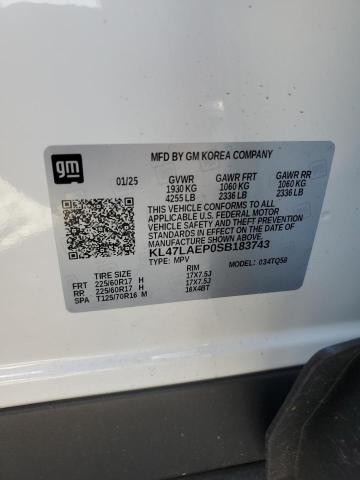 gm
MFD BY GM KOREA COMPANY
01/25 GVWR GAWR FRT GAWR RR
1930 KG 1060 KG 1060 KG
4255 LB 2336 LB 2336 LB
THIS VEHICLE CONFORMS TO ALL
APPLICABLE U.S. FEDERAL MOTOR
VEHICLE SAFETY STANDARDS IN
EFFECT ON THE DATE OF
MANUFACTURE SHOWN ABOVE.
KL47LAEP0SB183743
TYPE: MPV MODEL: 034TQ58
TIRE SIZE RIM
FRT 225/60R17 H 17X7.5J
RR 225/60R17 H 17X7.5J
SPA T125/70R16 M 16X4BT